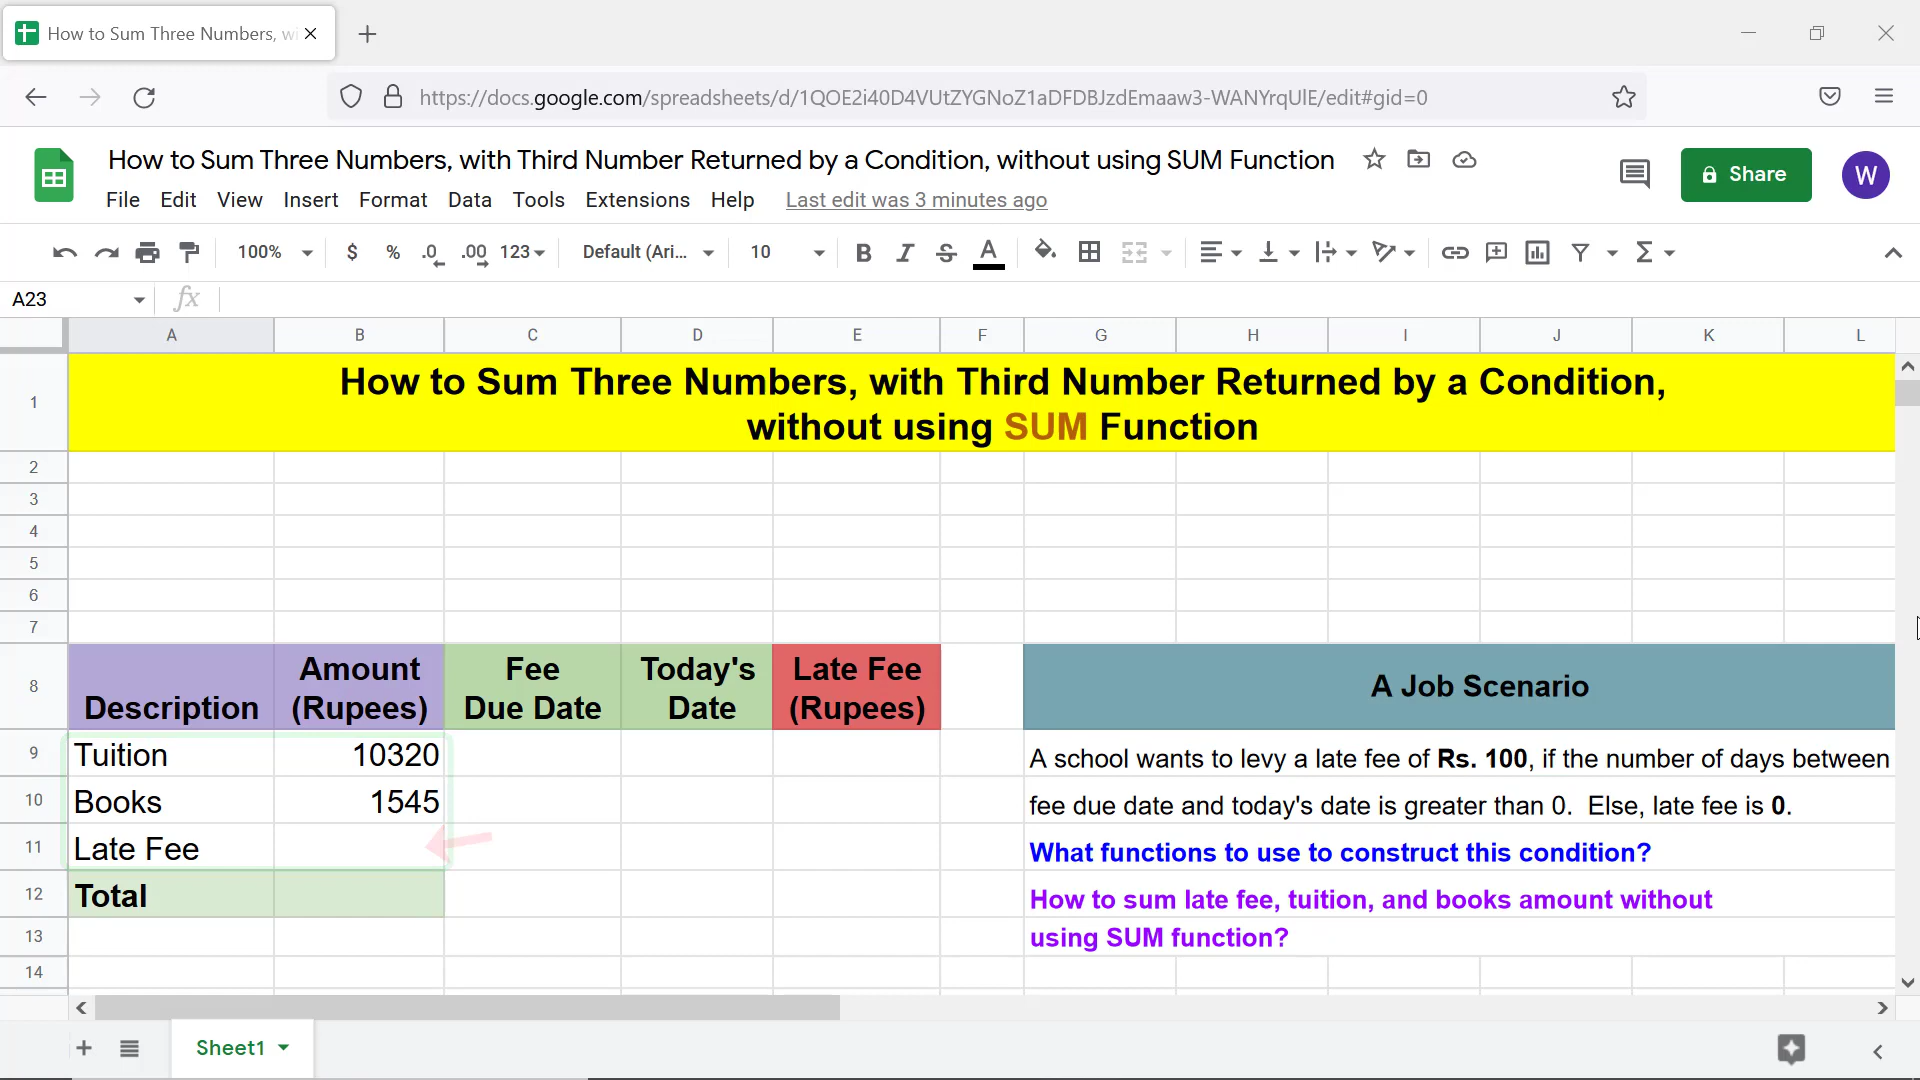 How to Sum Three Numbers, wi
https://docs.google.com/spreadsheets/d/1QOE2i40D4VUtZYGNoZ1aDFDBJzdEmaaw3-WANYrqUlE/edit#gid=0
How to Sum Three Numbers, with Third Number Returned by a Condition, without using SUM Function
Share
W
File Edit View Insert Format Data Tools Extensions Help Last edit was 3 minutes ago
100% $ % .0 .00 123 Default (Ari... 10 B I S A Σ
A23 fx
A B C D E F G H I J K L
1 How to Sum Three Numbers, with Third Number Returned by a Condition,
without using SUM Function
2
3
4
5
6
7
8 Description Amount (Rupees) Fee Due Date Today's Date Late Fee (Rupees) A Job Scenario
9 Tuition 10320 A school wants to levy a late fee of Rs. 100, if the number of days between
10 Books 1545 fee due date and today's date is greater than 0. Else, late fee is 0.
11 Late Fee What functions to use to construct this condition?
12 Total How to sum late fee, tuition, and books amount without
13 using SUM function?
14
Sheet1